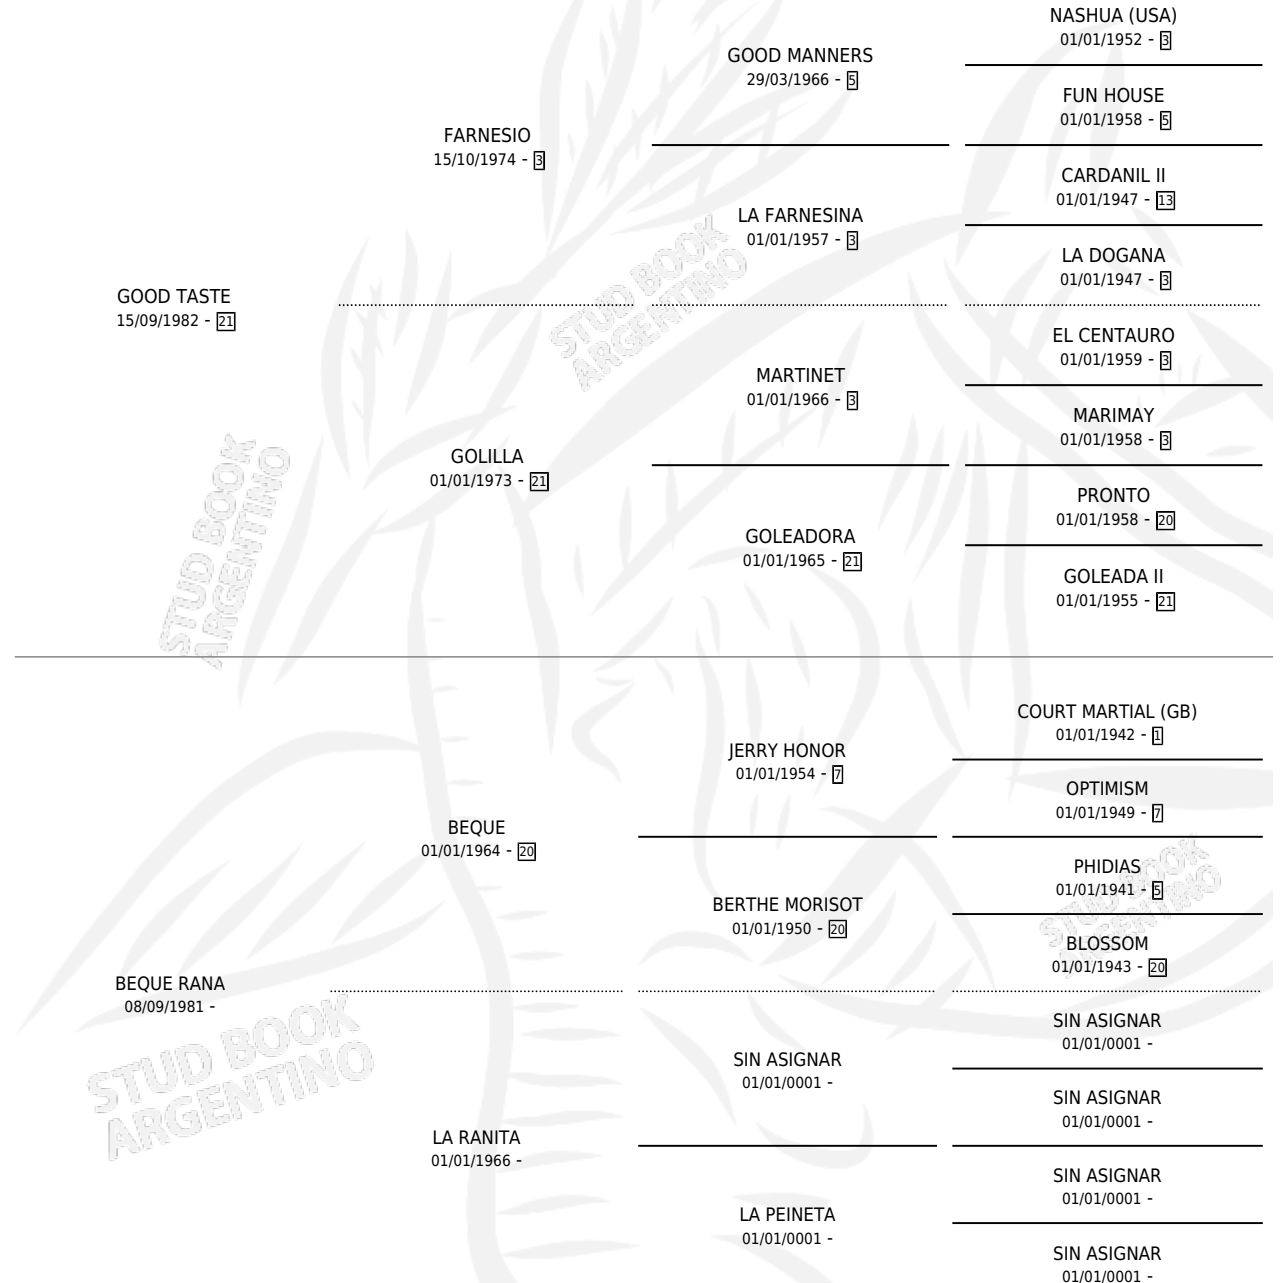 NASHUA (USA)
01/01/1952 - 3
GOOD MANNERS
29/03/1966 - 5
FUN HOUSE
01/01/1958 - 5
FARNESIO
15/10/1974 - 3
CARDANIL II
01/01/1947 - 13
LA FARNESINA
01/01/1957 - 3
LA DOGANA
01/01/1947 - 3
GOOD TASTE
15/09/1982 - 21
EL CENTAURO
01/01/1959 - 3
MARTINET
01/01/1966 - 3
MARIMAY
01/01/1958 - 3
GOLILLA
01/01/1973 - 21
PRONTO
01/01/1958 - 20
GOLEADORA
01/01/1965 - 21
GOLEADA II
01/01/1955 - 21
COURT MARTIAL (GB)
01/01/1942 - 1
JERRY HONOR
01/01/1954 - 7
OPTIMISM
01/01/1949 - 7
BEQUE
01/01/1964 - 20
PHIDIAS
01/01/1941 - 5
BERTHE MORISOT
01/01/1950 - 20
BLOSSOM
01/01/1943 - 20
BEQUE RANA
08/09/1981 -
SIN ASIGNAR
01/01/0001 -
SIN ASIGNAR
01/01/0001 -
SIN ASIGNAR
01/01/0001 -
LA RANITA
01/01/1966 -
SIN ASIGNAR
01/01/0001 -
LA PEINETA
01/01/0001 -
SIN ASIGNAR
01/01/0001 -
STUD BOOK
ARGENTINO
STUD BOOK
ARGENTINO
STUD BOOK
ARGENTINO
STUD BOOK
ARGENTINO